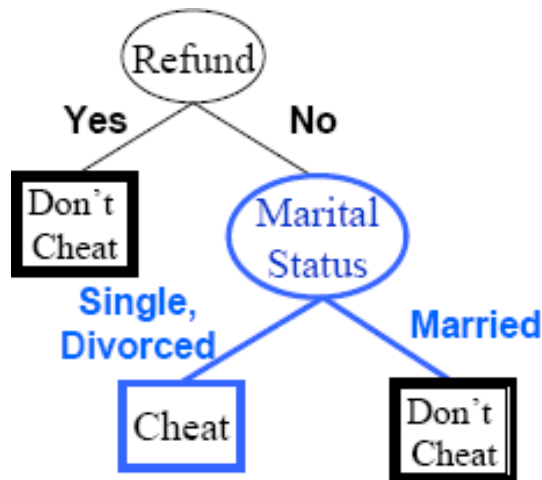 Refund
Yes
No
Don't
Cheat
Marital
Status
Single,
Divorced
Married
Cheat
Don't
Cheat